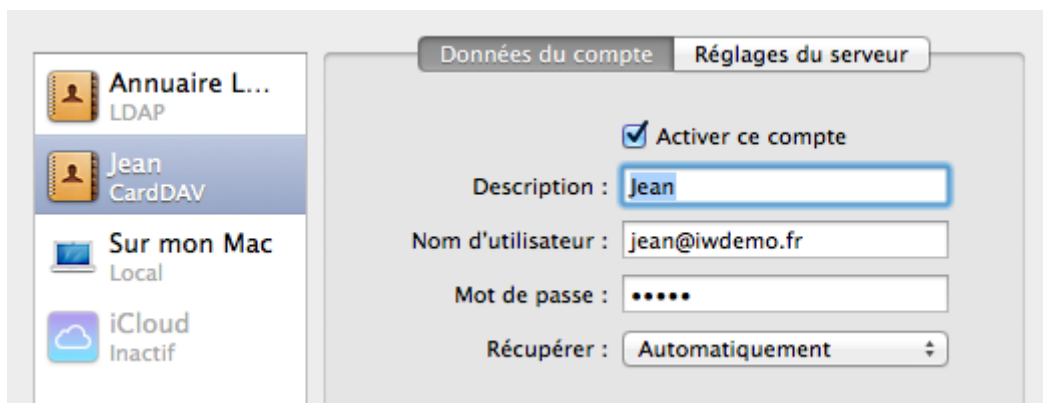 Données du compte
Réglages du serveur
Annuaire L...
LDAP
Jean
CardDAV
Sur mon Mac
Local
iCloud
Inactif
Activer ce compte
Description : Jean
Nom d'utilisateur : jean@iwdemo.fr
Mot de passe : •••••
Récupérer : Automatiquement